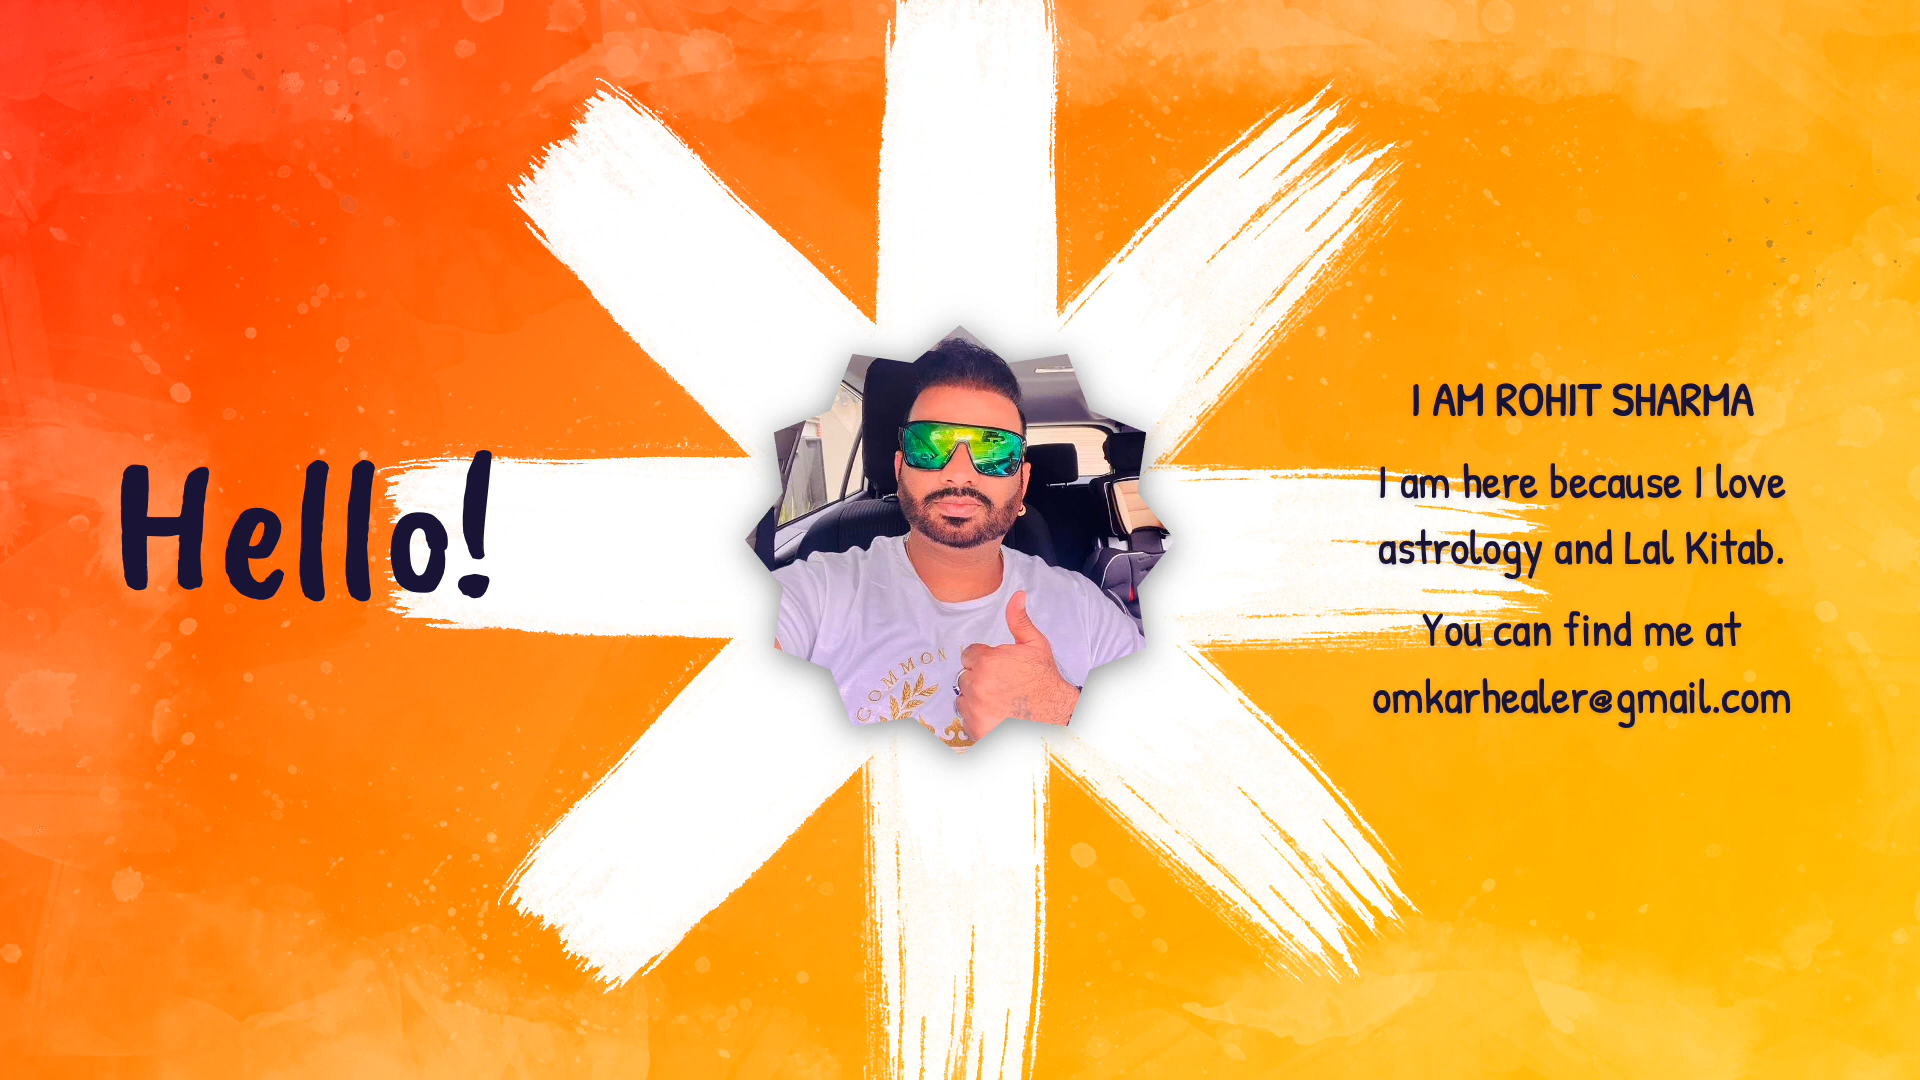 Hello!
I AM ROHIT SHARMA
I am here because I love
astrology and Lal Kitab.
You can find me at
omkarhealer@gmail.com
COMMON